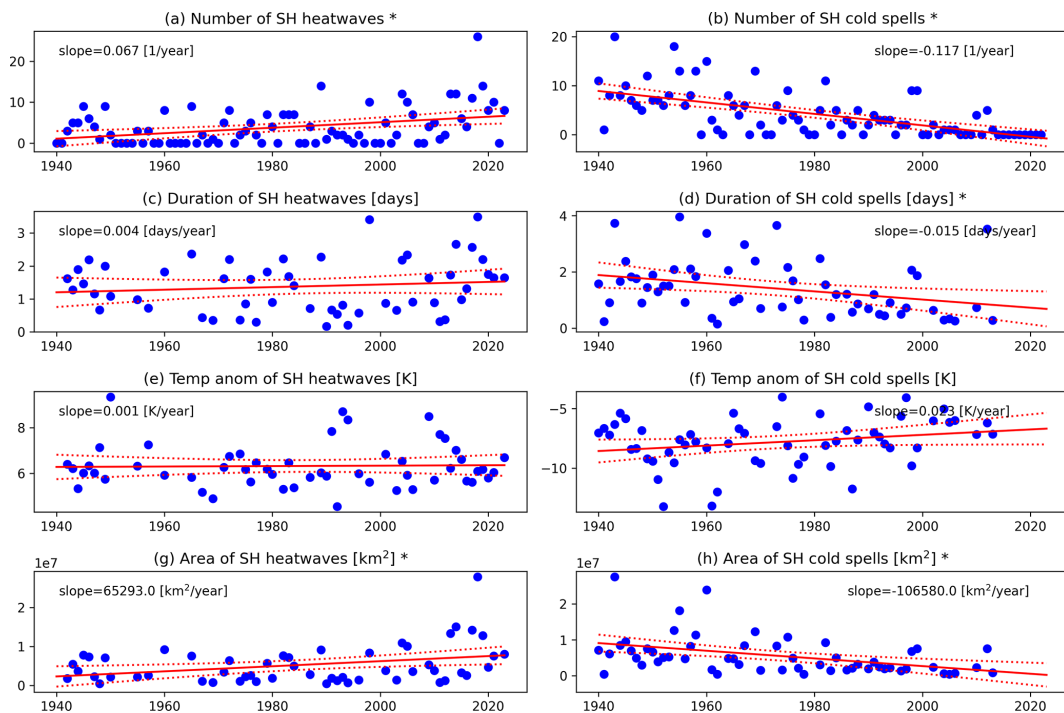 (a) Number of SH heatwaves *
slope=0.067 [1/year]
20
10
0
1940 1960 1980 2000 2020
(b) Number of SH cold spells *
slope=-0.117 [1/year]
20
10
0
1940 1960 1980 2000 2020
(c) Duration of SH heatwaves [days]
slope=0.004 [days/year]
3
2
1
0
1940 1960 1980 2000 2020
(d) Duration of SH cold spells [days] *
slope=-0.015 [days/year]
4
2
0
1940 1960 1980 2000 2020
(e) Temp anom of SH heatwaves [K]
slope=0.001 [K/year]
8
6
1940 1960 1980 2000 2020
(f) Temp anom of SH cold spells [K]
slope=0.023 [K/year]
−5
−10
1940 1960 1980 2000 2020
(g) Area of SH heatwaves [km²] *
1e7
slope=65293.0 [km²/year]
2
1
0
1940 1960 1980 2000 2020
(h) Area of SH cold spells [km²] *
1e7
slope=-106580.0 [km²/year]
2
1
0
1940 1960 1980 2000 2020